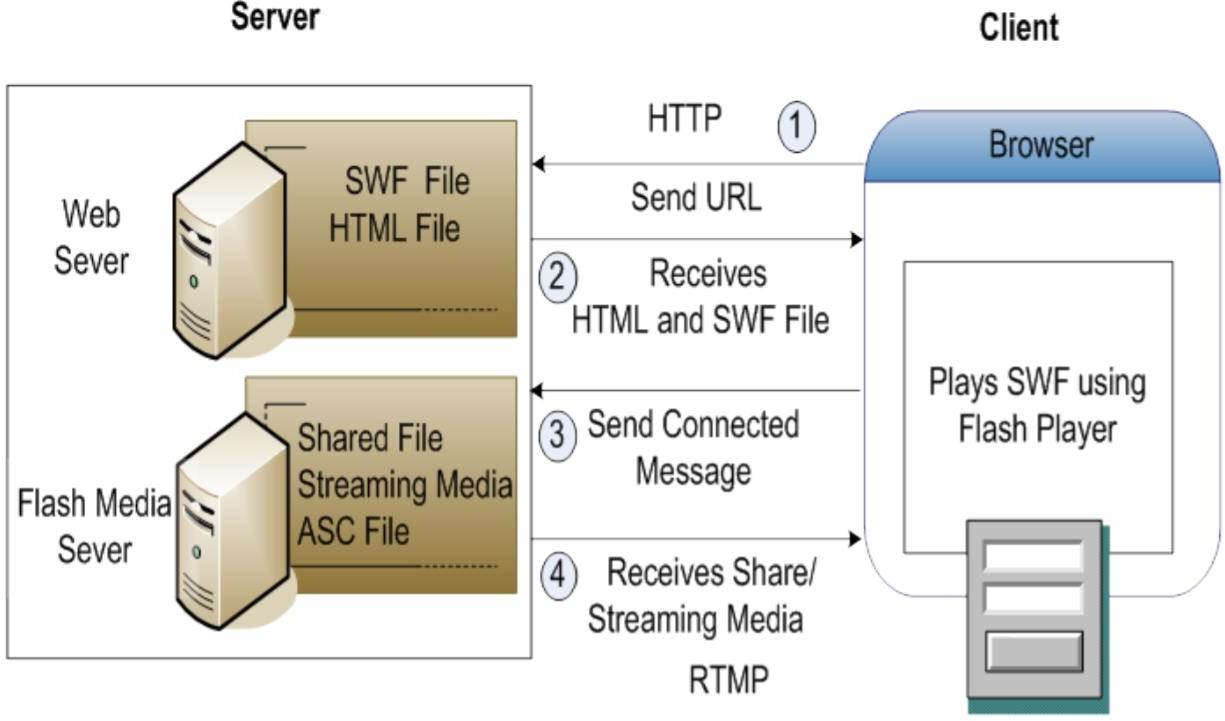 Server
Client
HTTP
1
Browser
SWF File
HTML File
Send URL
Web
Sever
2
Receives
HTML and SWF File
Plays SWF using
Flash Player
3
Send Connected
Message
Shared File
Streaming Media
ASC File
Flash Media
Sever
4
Receives Share/
Streaming Media
RTMP